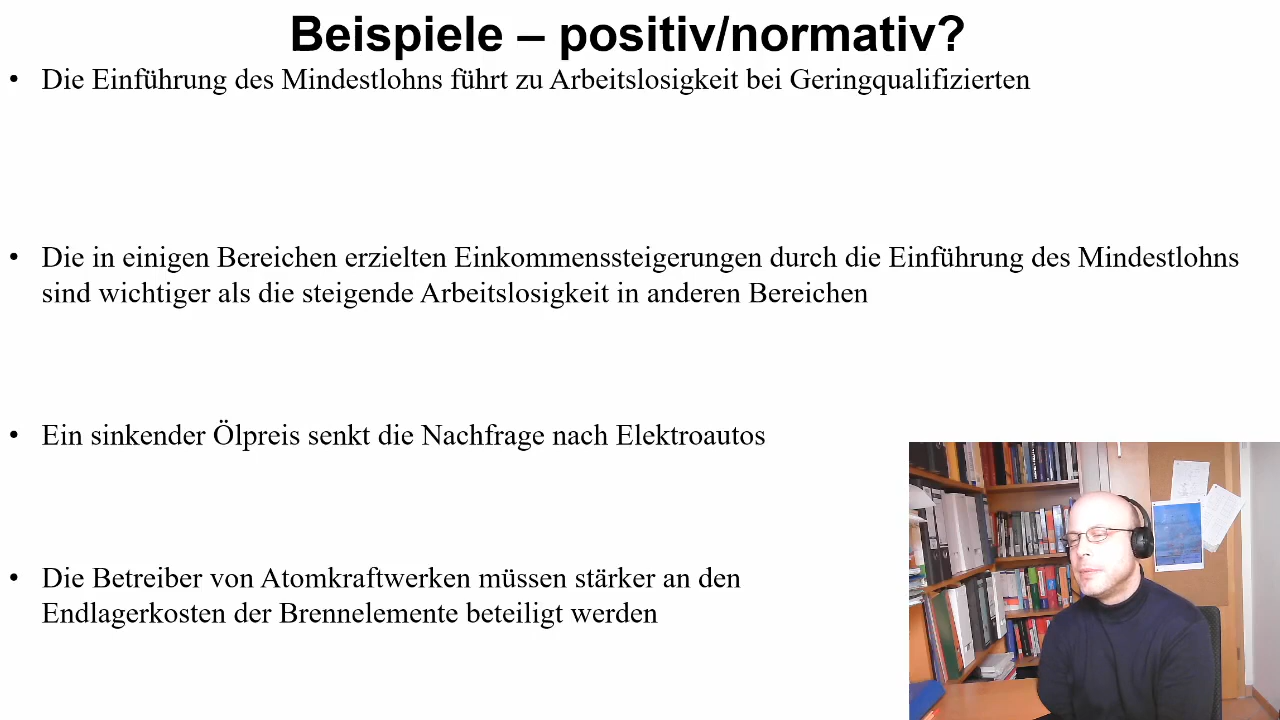 Beispiele – positiv/normativ?
• Die Einführung des Mindestlohns führt zu Arbeitslosigkeit bei Geringqualifizierten
• Die in einigen Bereichen erzielten Einkommenssteigerungen durch die Einführung des Mindestlohns
sind wichtiger als die steigende Arbeitslosigkeit in anderen Bereichen
• Ein sinkender Ölpreis senkt die Nachfrage nach Elektroautos
• Die Betreiber von Atomkraftwerken müssen stärker an den
Endlagerkosten der Brennelemente beteiligt werden